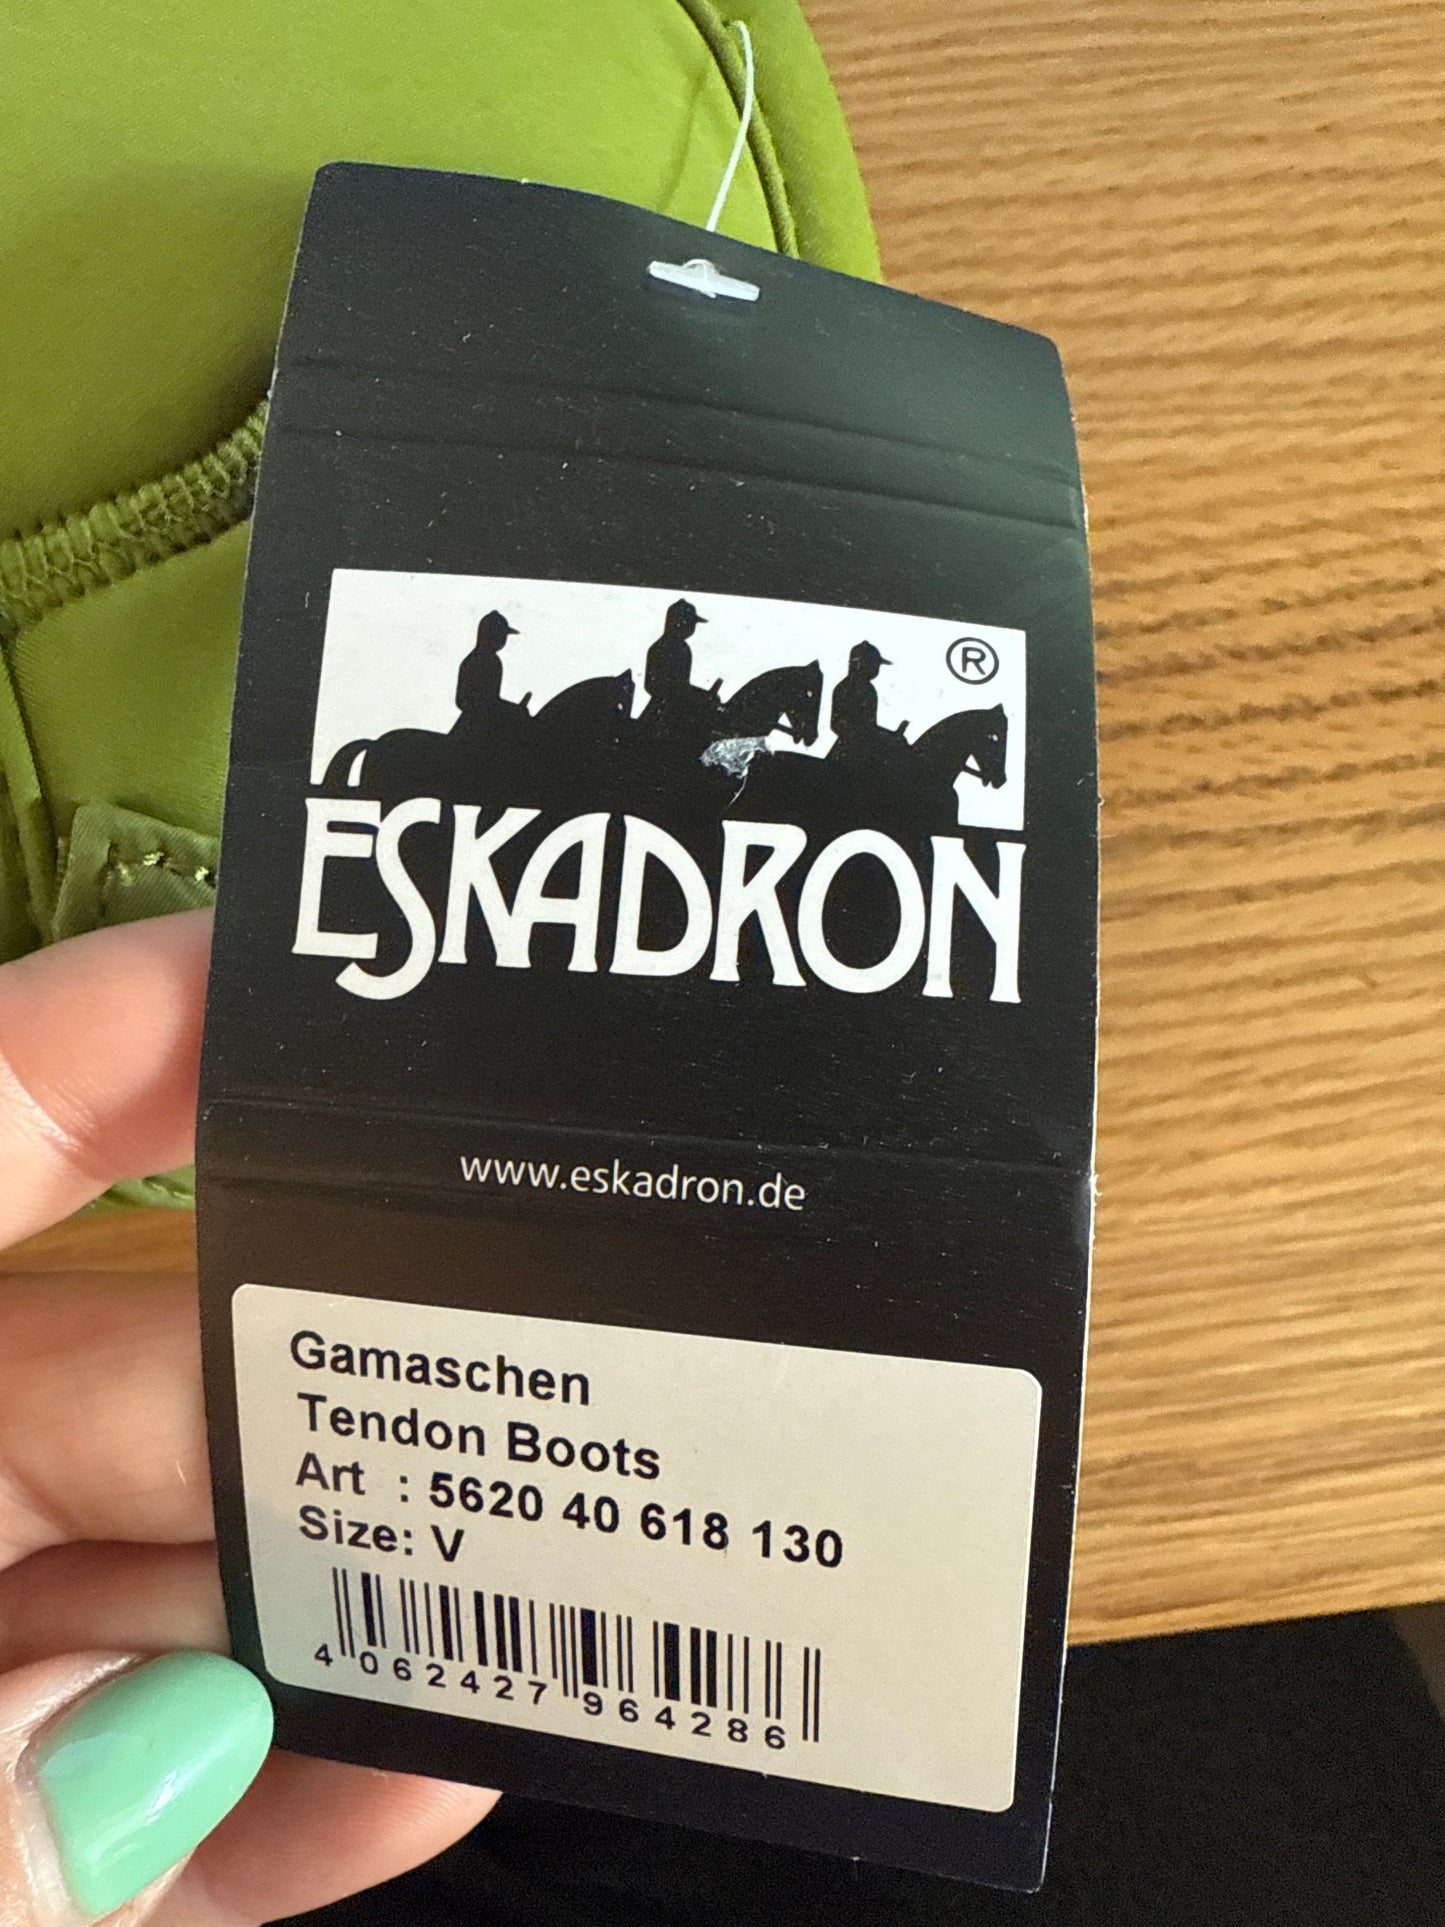 ®
ESKADRON
www.eskadron.de
Gamaschen
Tendon Boots
Art : 5620 40 618 130
Size: V
4 062427 964286